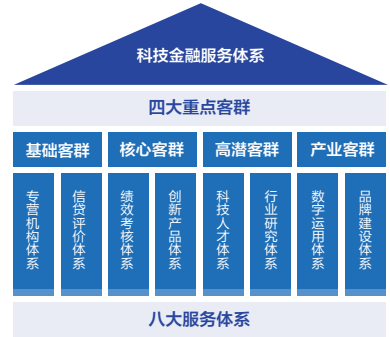 科技金融服务体系
四大重点客群
基础客群
核心客群
高潜客群
产业客群
专营机构体系
信贷评价体系
绩效考核体系
创新产品体系
科技人才体系
行业研究体系
数字运用体系
品牌建设体系
八大服务体系